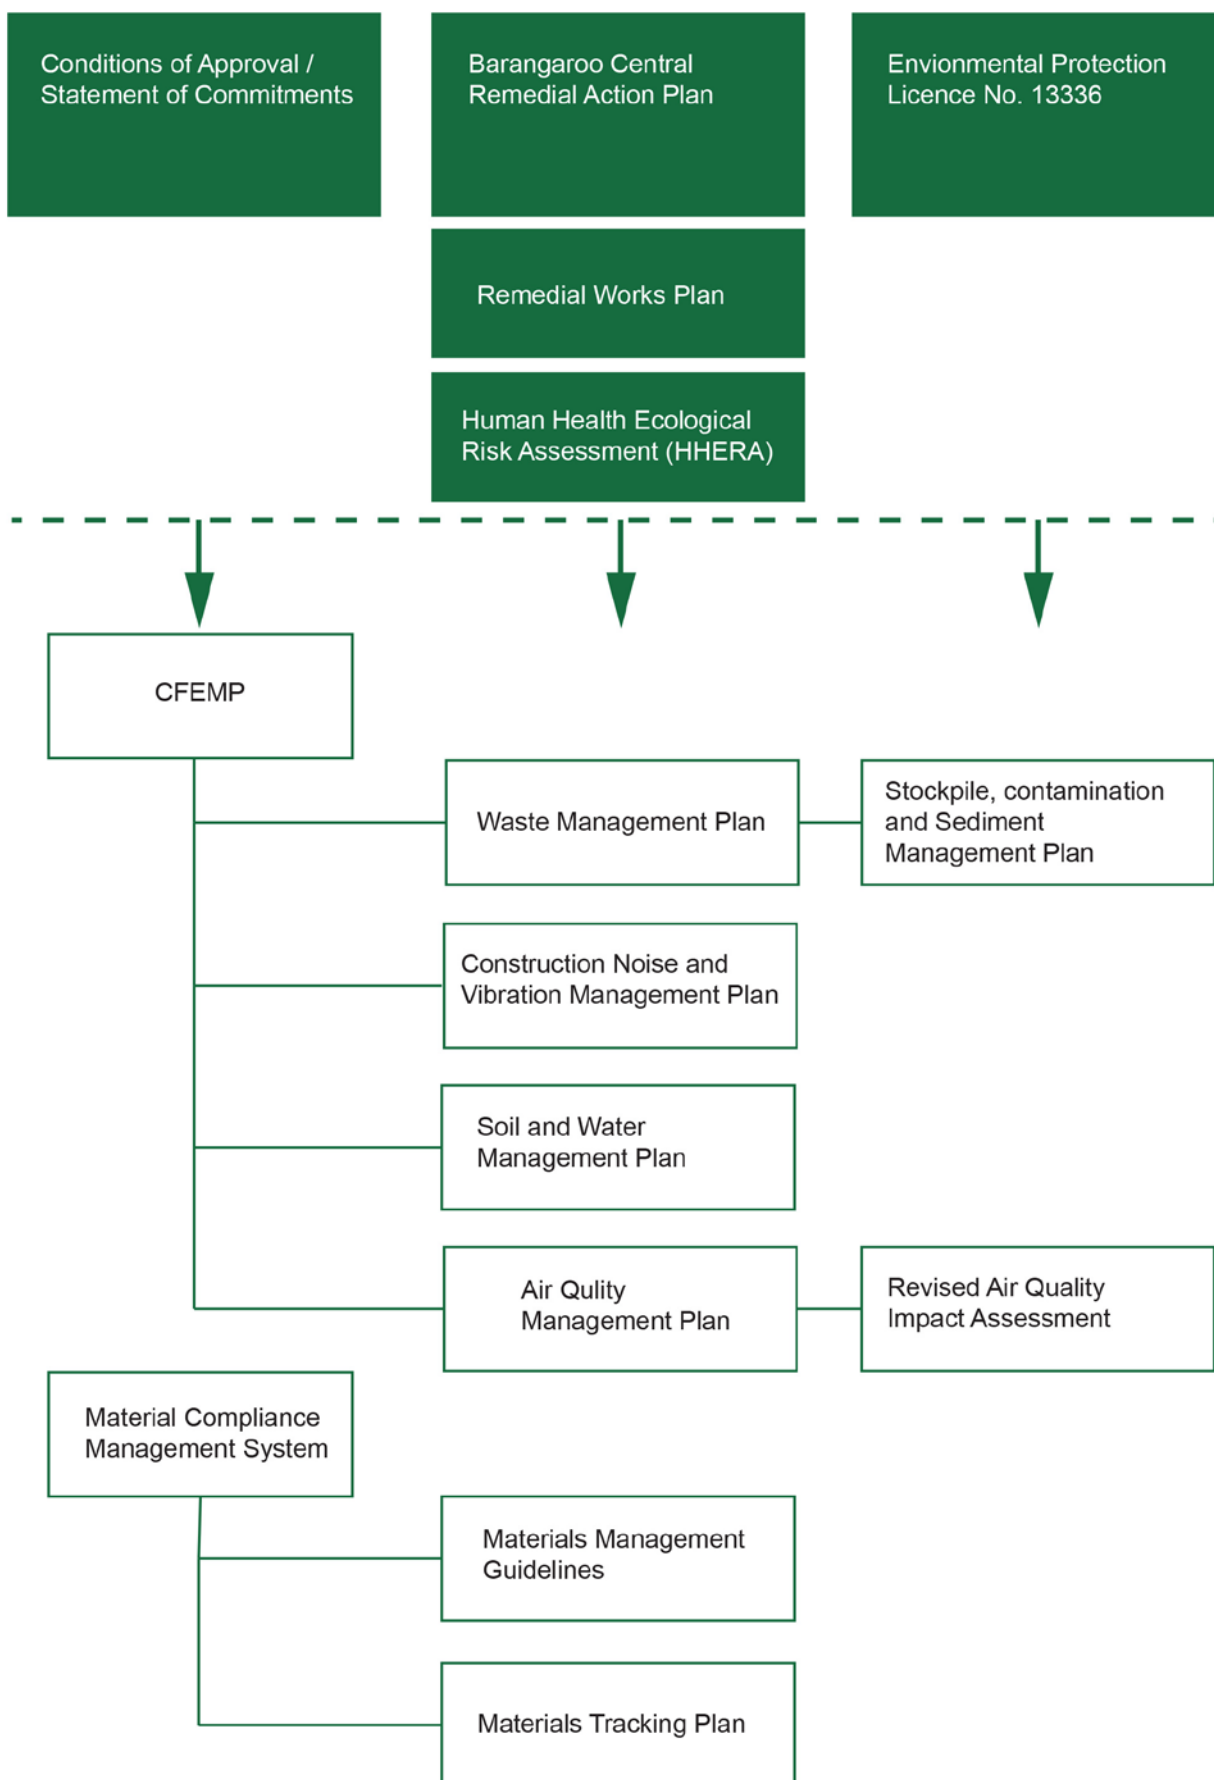 Conditions of Approval /
Statement of Commitments
Barangaroo Central
Remedial Action Plan
Envionmental Protection
Licence No. 13336
Remedial Works Plan
Human Health Ecological
Risk Assessment (HHERA)
CFEMP
Waste Management Plan
Stockpile, contamination
and Sediment
Management Plan
Construction Noise and
Vibration Management Plan
Soil and Water
Management Plan
Air Qulity
Management Plan
Revised Air Quality
Impact Assessment
Material Compliance
Management System
Materials Management
Guidelines
Materials Tracking Plan